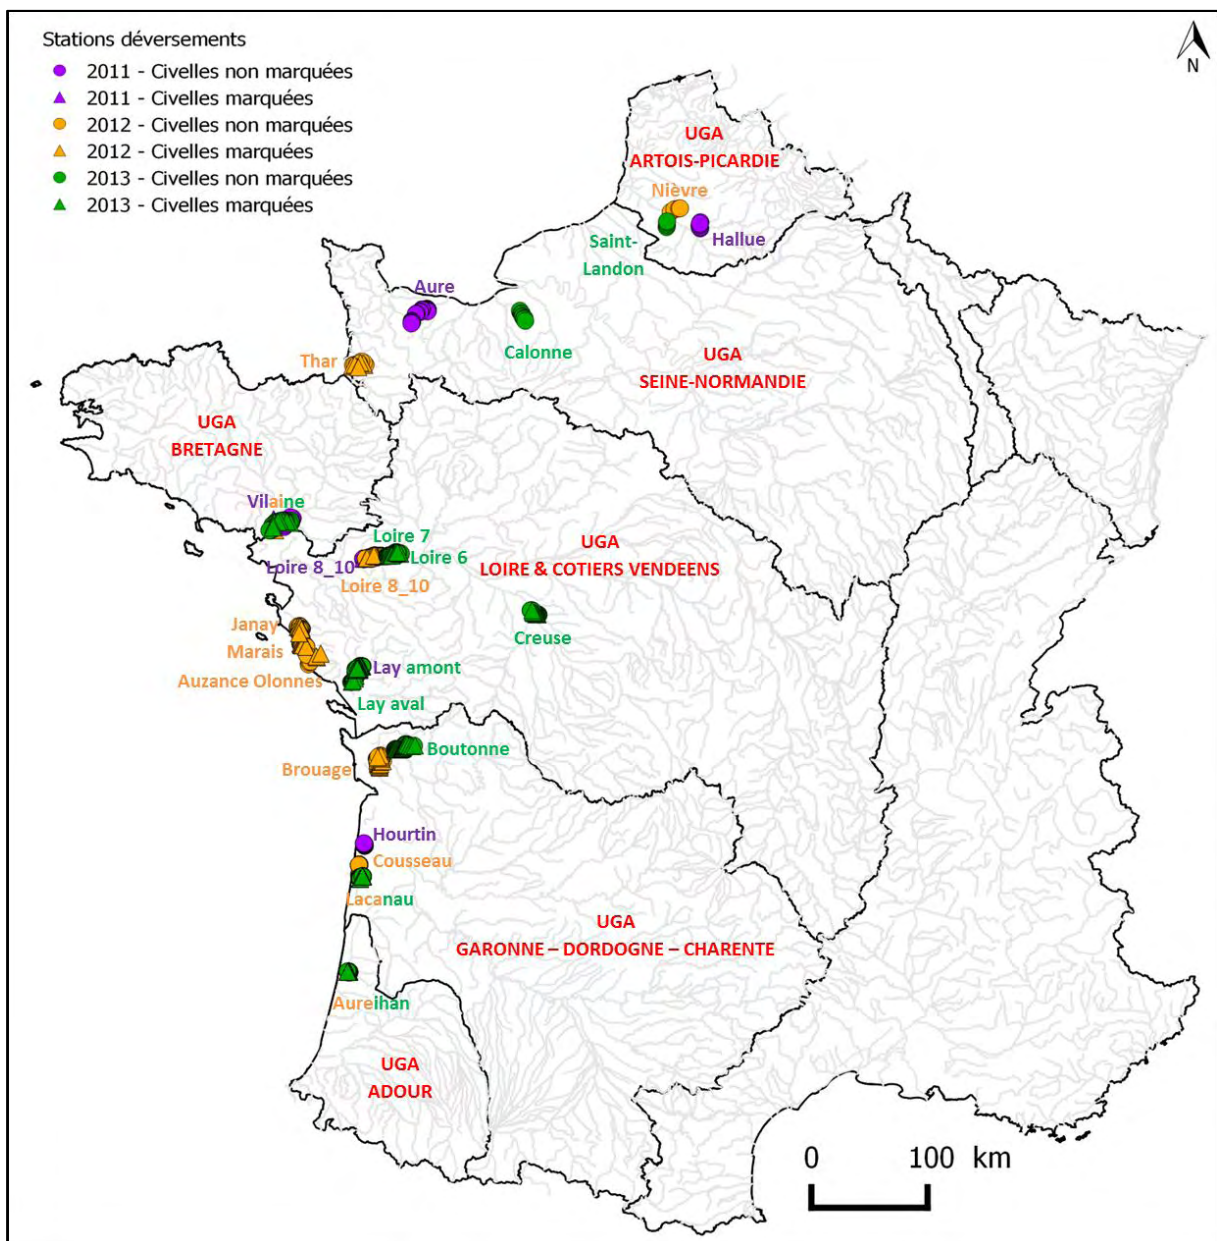 Stations déversements
2011 - Civelles non marquées
2011 - Civelles marquées
2012 - Civelles non marquées
2012 - Civelles marquées
2013 - Civelles non marquées
2013 - Civelles marquées
N
UGA
ARTOIS-PICARDIE
Nièvre
Hallue
Saint-
Landon
Aure
Calonne
Thar
UGA
SEINE-NORMANDIE
UGA
BRETAGNE
Vilaine
Loire 7
Loire 6
Loire 8_10
Loire 8_10
UGA
LOIRE & COTIERS VENDEENS
Creuse
Janay
Marais
Auzance Olonnes
Lay amont
Lay aval
Boutonne
Brouage
Hourtin
Cousseau
Lacanau
UGA
GARONNE – DORDOGNE – CHARENTE
Aureihan
UGA
ADOUR
0 100 km